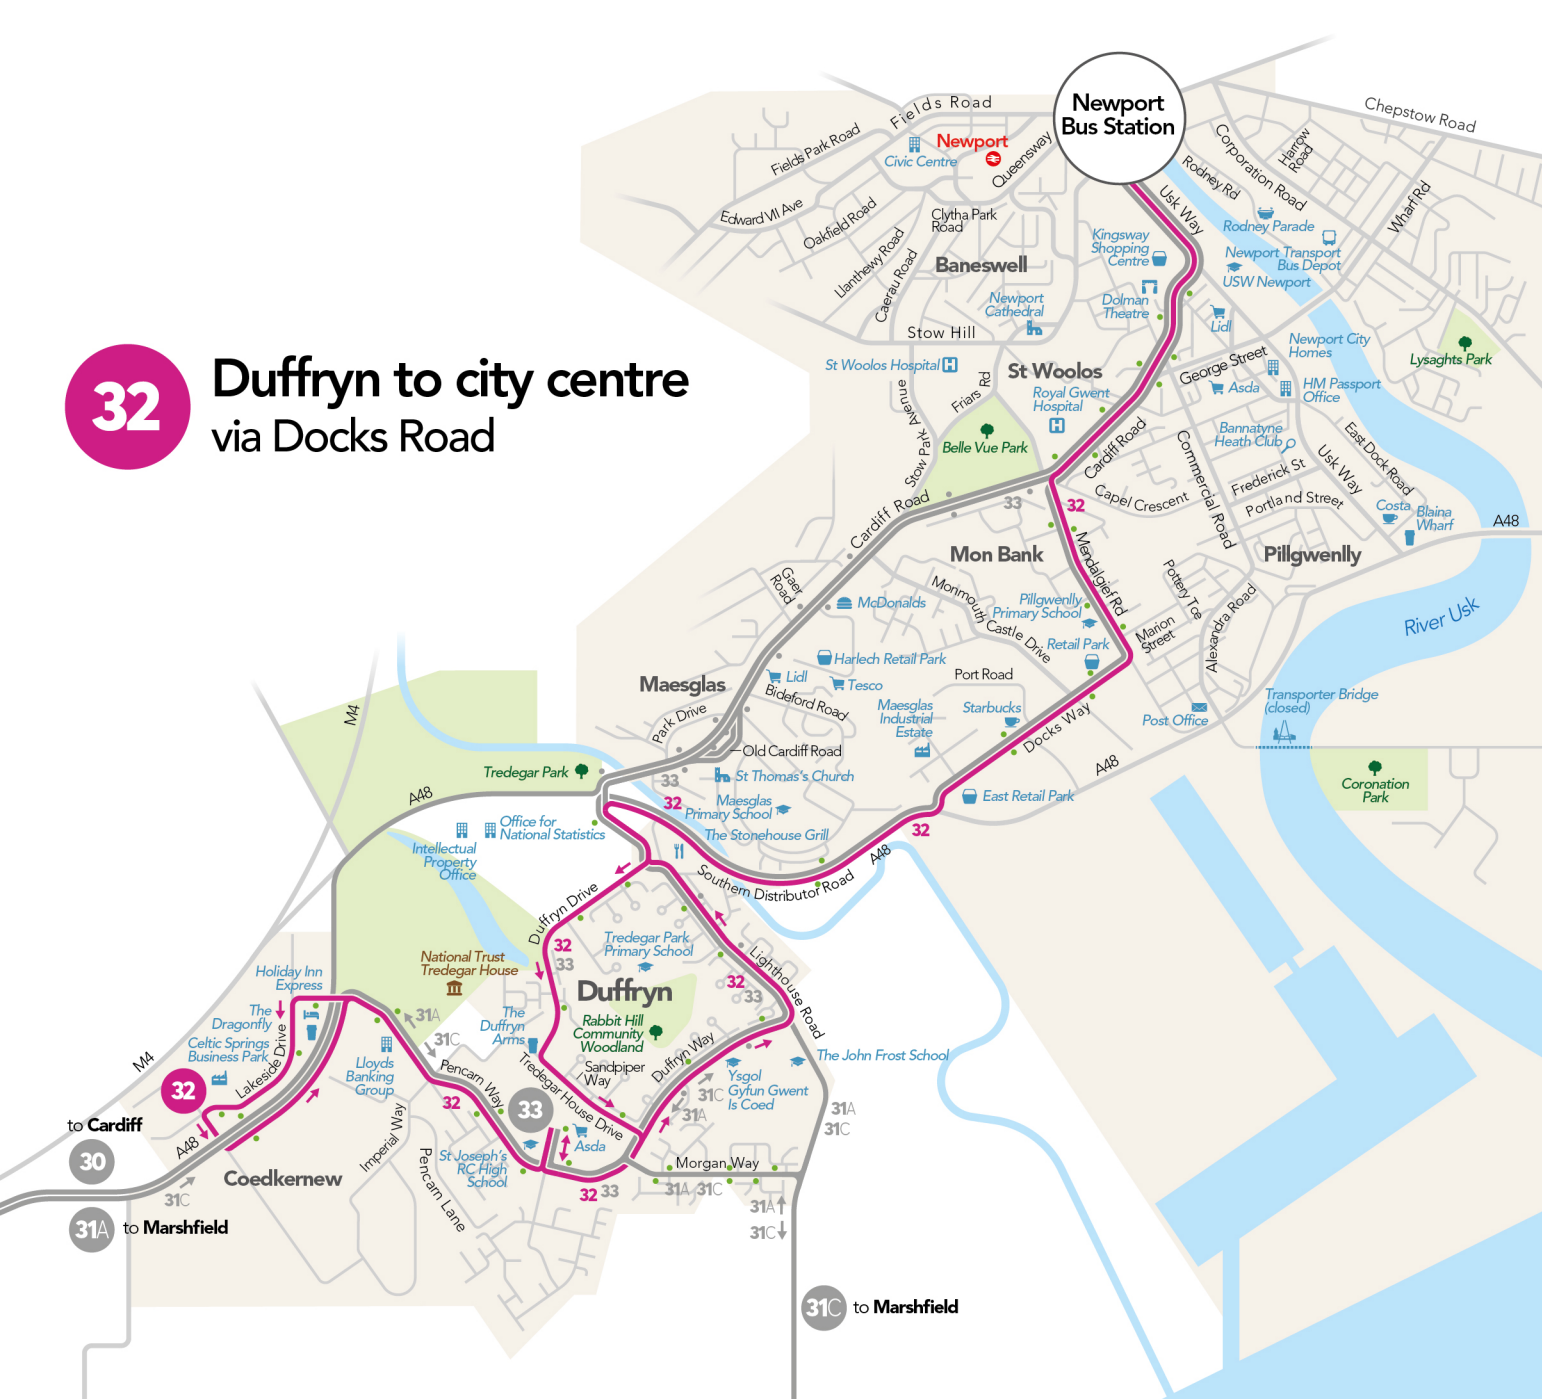 Newport
Bus Station
Chepstow Road
Fields Road
Fields Park Road
Newport
Civic Centre
Queensway
Corporation Road
Harrow
Road
Rodney Rd
Usk Way
Wharf Rd
Edward VII Ave
Oakfield Road
Clytha Park
Road
Rodney Parade
Kingsway
Shopping
Centre
Newport Transport
Bus Depot
USW Newport
Llanthewy Road
Caerau Road
Baneswell
Newport
Cathedral
Dolman
Theatre
Lidl
Stow Hill
Newport City
Homes
Lysaghts Park
St Woolos Hospital
St Woolos
George Street
32
Duffryn to city centre
via Docks Road
Friars Rd
Royal Gwent
Hospital
Asda
HM Passport
Office
Stow Park Avenue
Belle Vue Park
Cardiff Road
Bannatyne
Heath Club
Commercial Road
Usk Way
East Dock Road
Frederick St
Portland Street
Capel Crescent
Costa
Blaina
Wharf
A48
Cardiff Road
33
32
Mon Bank
Mendalgief Rd
Pillgwenlly
Gaer
Road
McDonalds
Monmouth Castle Drive
Pillgwenlly
Primary School
Pottery Tce
Alexandra Road
Marion
Street
River Usk
Retail Park
Harlech Retail Park
Lidl
Tesco
Port Road
Maesglas
Bideford Road
Park Drive
Maesglas
Industrial
Estate
Starbucks
Docks Way
Post Office
Transporter Bridge
(closed)
M4
Old Cardiff Road
Tredegar Park
33
St Thomas's Church
A48
A48
Coronation
Park
32
Maesglas
Primary School
East Retail Park
Office for
National Statistics
The Stonehouse Grill
32
Intellectual
Property
Office
A48
Southern Distributor Road
Duffryn Drive
32
33
Tredegar Park
Primary School
National Trust
Tredegar House
Lighthouse Road
Holiday Inn
Express
Duffryn
32
33
The
Dragonfly
31A
The
Duffryn
Arms
Rabbit Hill
Community
Woodland
Celtic Springs
Business Park
31C
Lakeside Drive
M4
Lloyds
Banking
Group
Pencarn Way
Tredegar House Drive
Sandpiper
Way
Duffryn Way
The John Frost School
Ysgol
Gyfun Gwent
Is Coed
32
32
33
31C
31A
31A
31C
to Cardiff
30
A48
Imperial Way
Pencarn Lane
Asda
St Joseph's
RC High
School
Morgan Way
Coedkernew
31C
32
33
31A
31C
31A
31C
31A
to Marshfield
31C
to Marshfield